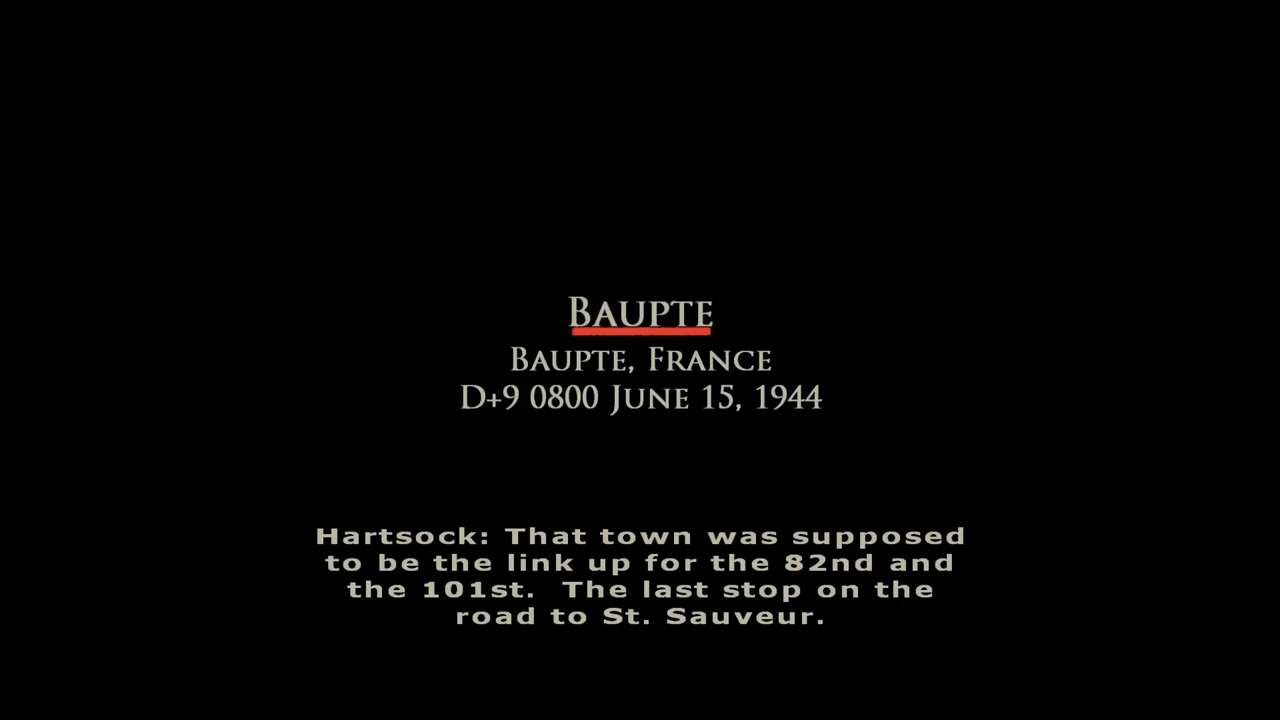 BAUPTE
BAUPTE, FRANCE
D+9 0800 JUNE 15, 1944
Hartsock: That town was supposed
to be the link up for the 82nd and
the 101st.  The last stop on the
road to St. Sauveur.